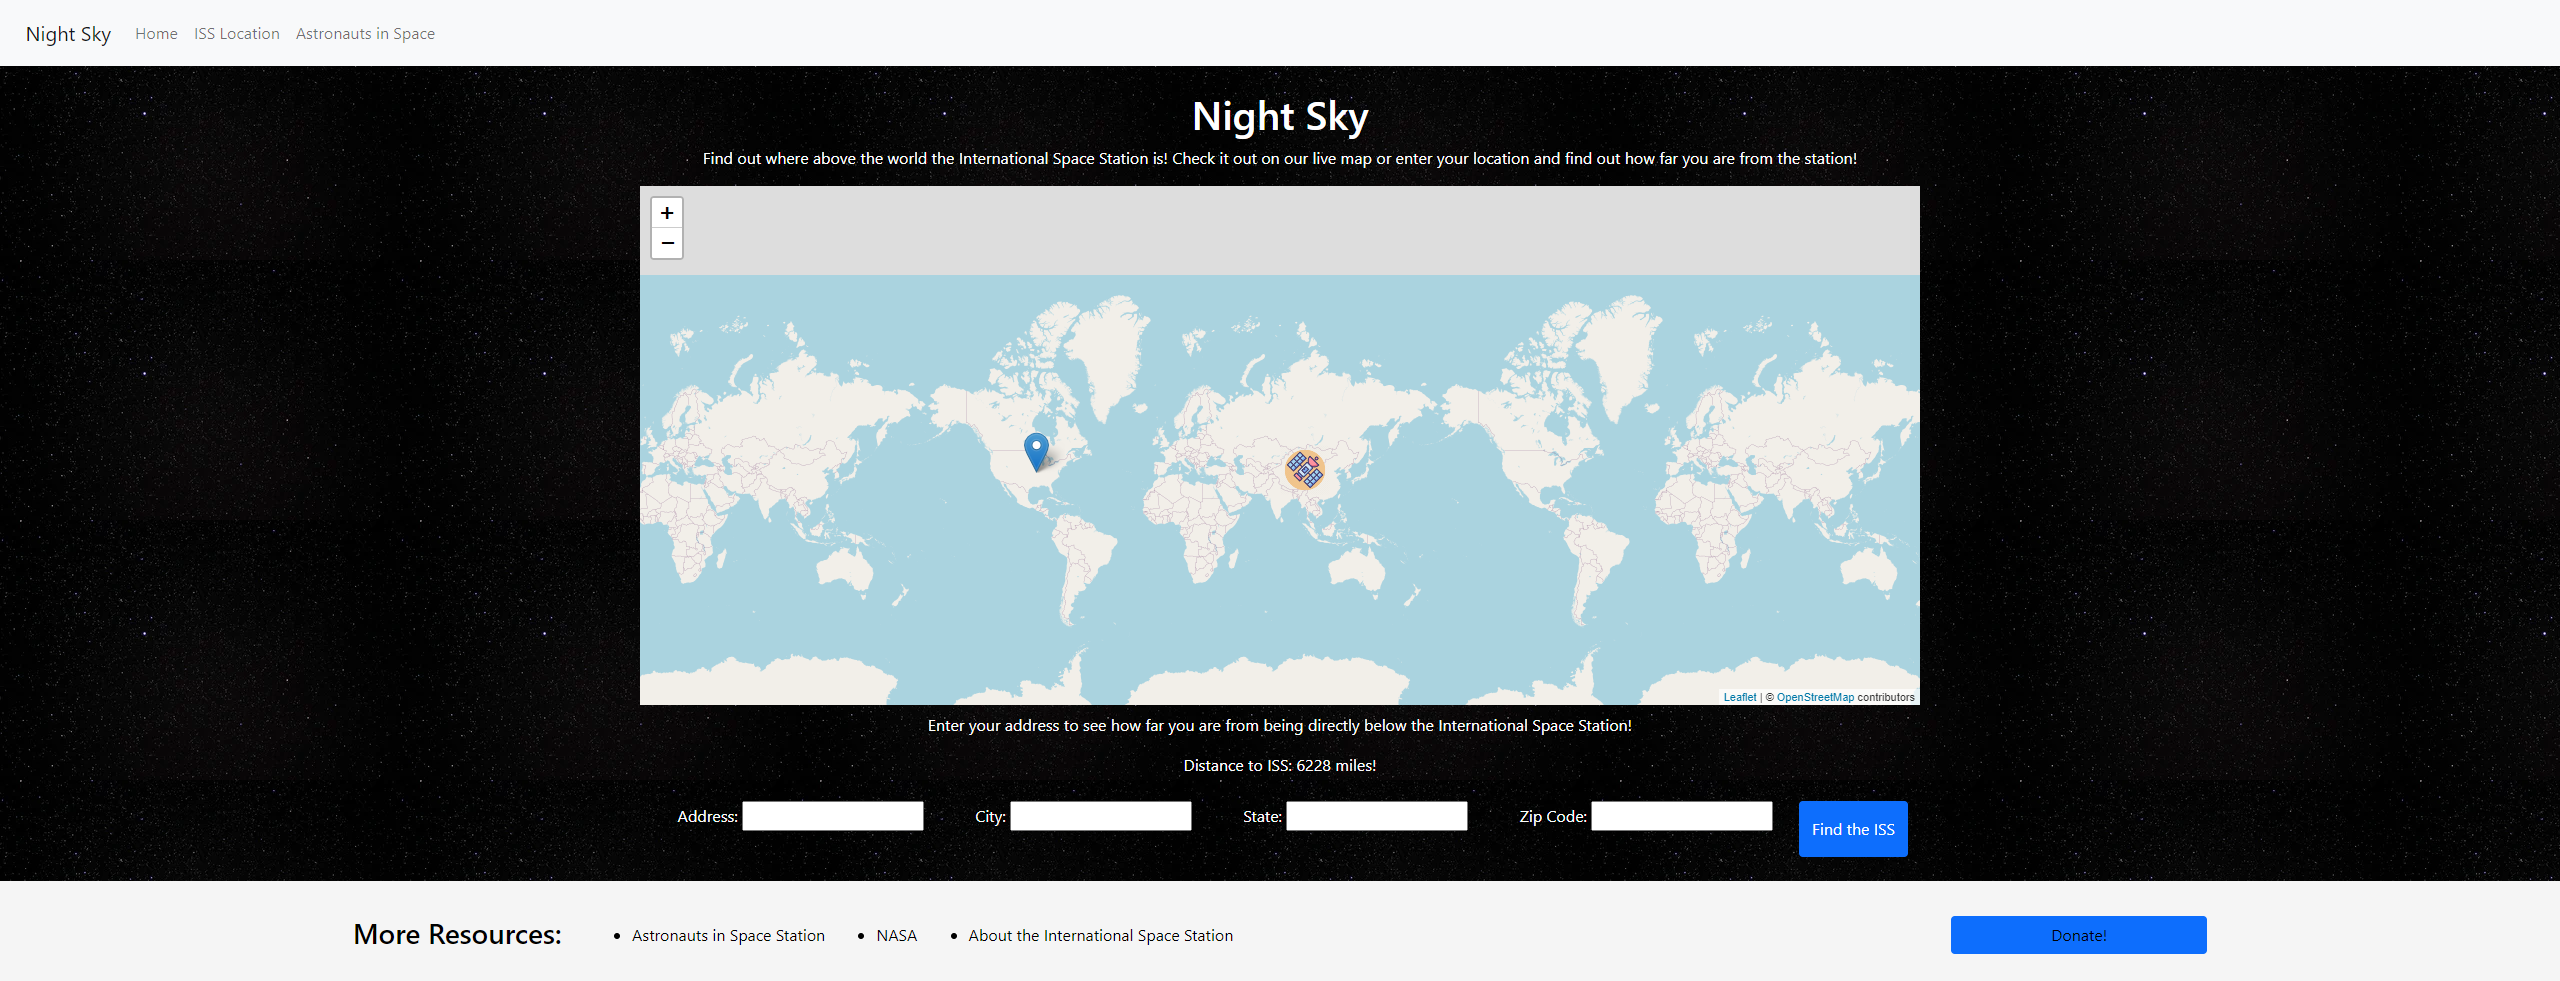 Night Sky Home ISS Location Astronauts in Space
Night Sky
Find out where above the world the International Space Station is! Check it out on our live map or enter your location and find out how far you are from the station!
+
−
Leaflet | © OpenStreetMap contributors
Enter your address to see how far you are from being directly below the International Space Station!
Distance to ISS: 6228 miles!
Address: City: State: Zip Code: Find the ISS
More Resources: • Astronauts in Space Station • NASA • About the International Space Station Donate!